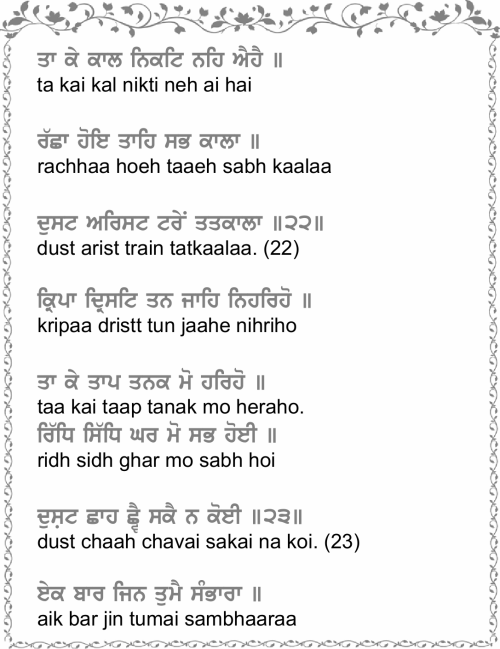 ਤਾ ਕੇ ਕਾਲ ਨਿਕਟਿ ਨਹਿ ਐਹੈ ॥
ta kai kal nikti neh ai hai
ਰੱਛਾ ਹੋਇ ਤਾਹਿ ਸਭ ਕਾਲਾ ॥
rachhaa hoeh taaeh sabh kaalaa
ਦੁਸਟ ਅਰਿਸਟ ਟਰੇਂ ਤਤਕਾਲਾ ॥੨੨॥
dust arist train tatkaalaa. (22)
ਕ੍ਰਿਪਾ ਦ੍ਰਿਸਟਿ ਤਨ ਜਾਹਿ ਨਿਹਰਿਹੋ ॥
kripaa dristt tun jaahe nihriho
ਤਾ ਕੇ ਤਾਪ ਤਨਕ ਮੋ ਹਰਿਹੋ ॥
taa kai taap tanak mo heraho.
ਰਿੱਧਿ ਸਿੱਧਿ ਘਰ ਮੋ ਸਭ ਹੋਈ ॥
ridh sidh ghar mo sabh hoi
ਦੁਸ਼ਟ ਛਾਹ ਛ੍ਵੈ ਸਕੈ ਨ ਕੋਈ ॥੨੩॥
dust chaah chavai sakai na koi. (23)
ਏਕ ਬਾਰ ਜਿਨ ਤੁਮੈ ਸੰਭਾਰਾ ॥
aik bar jin tumai sambhaaraa